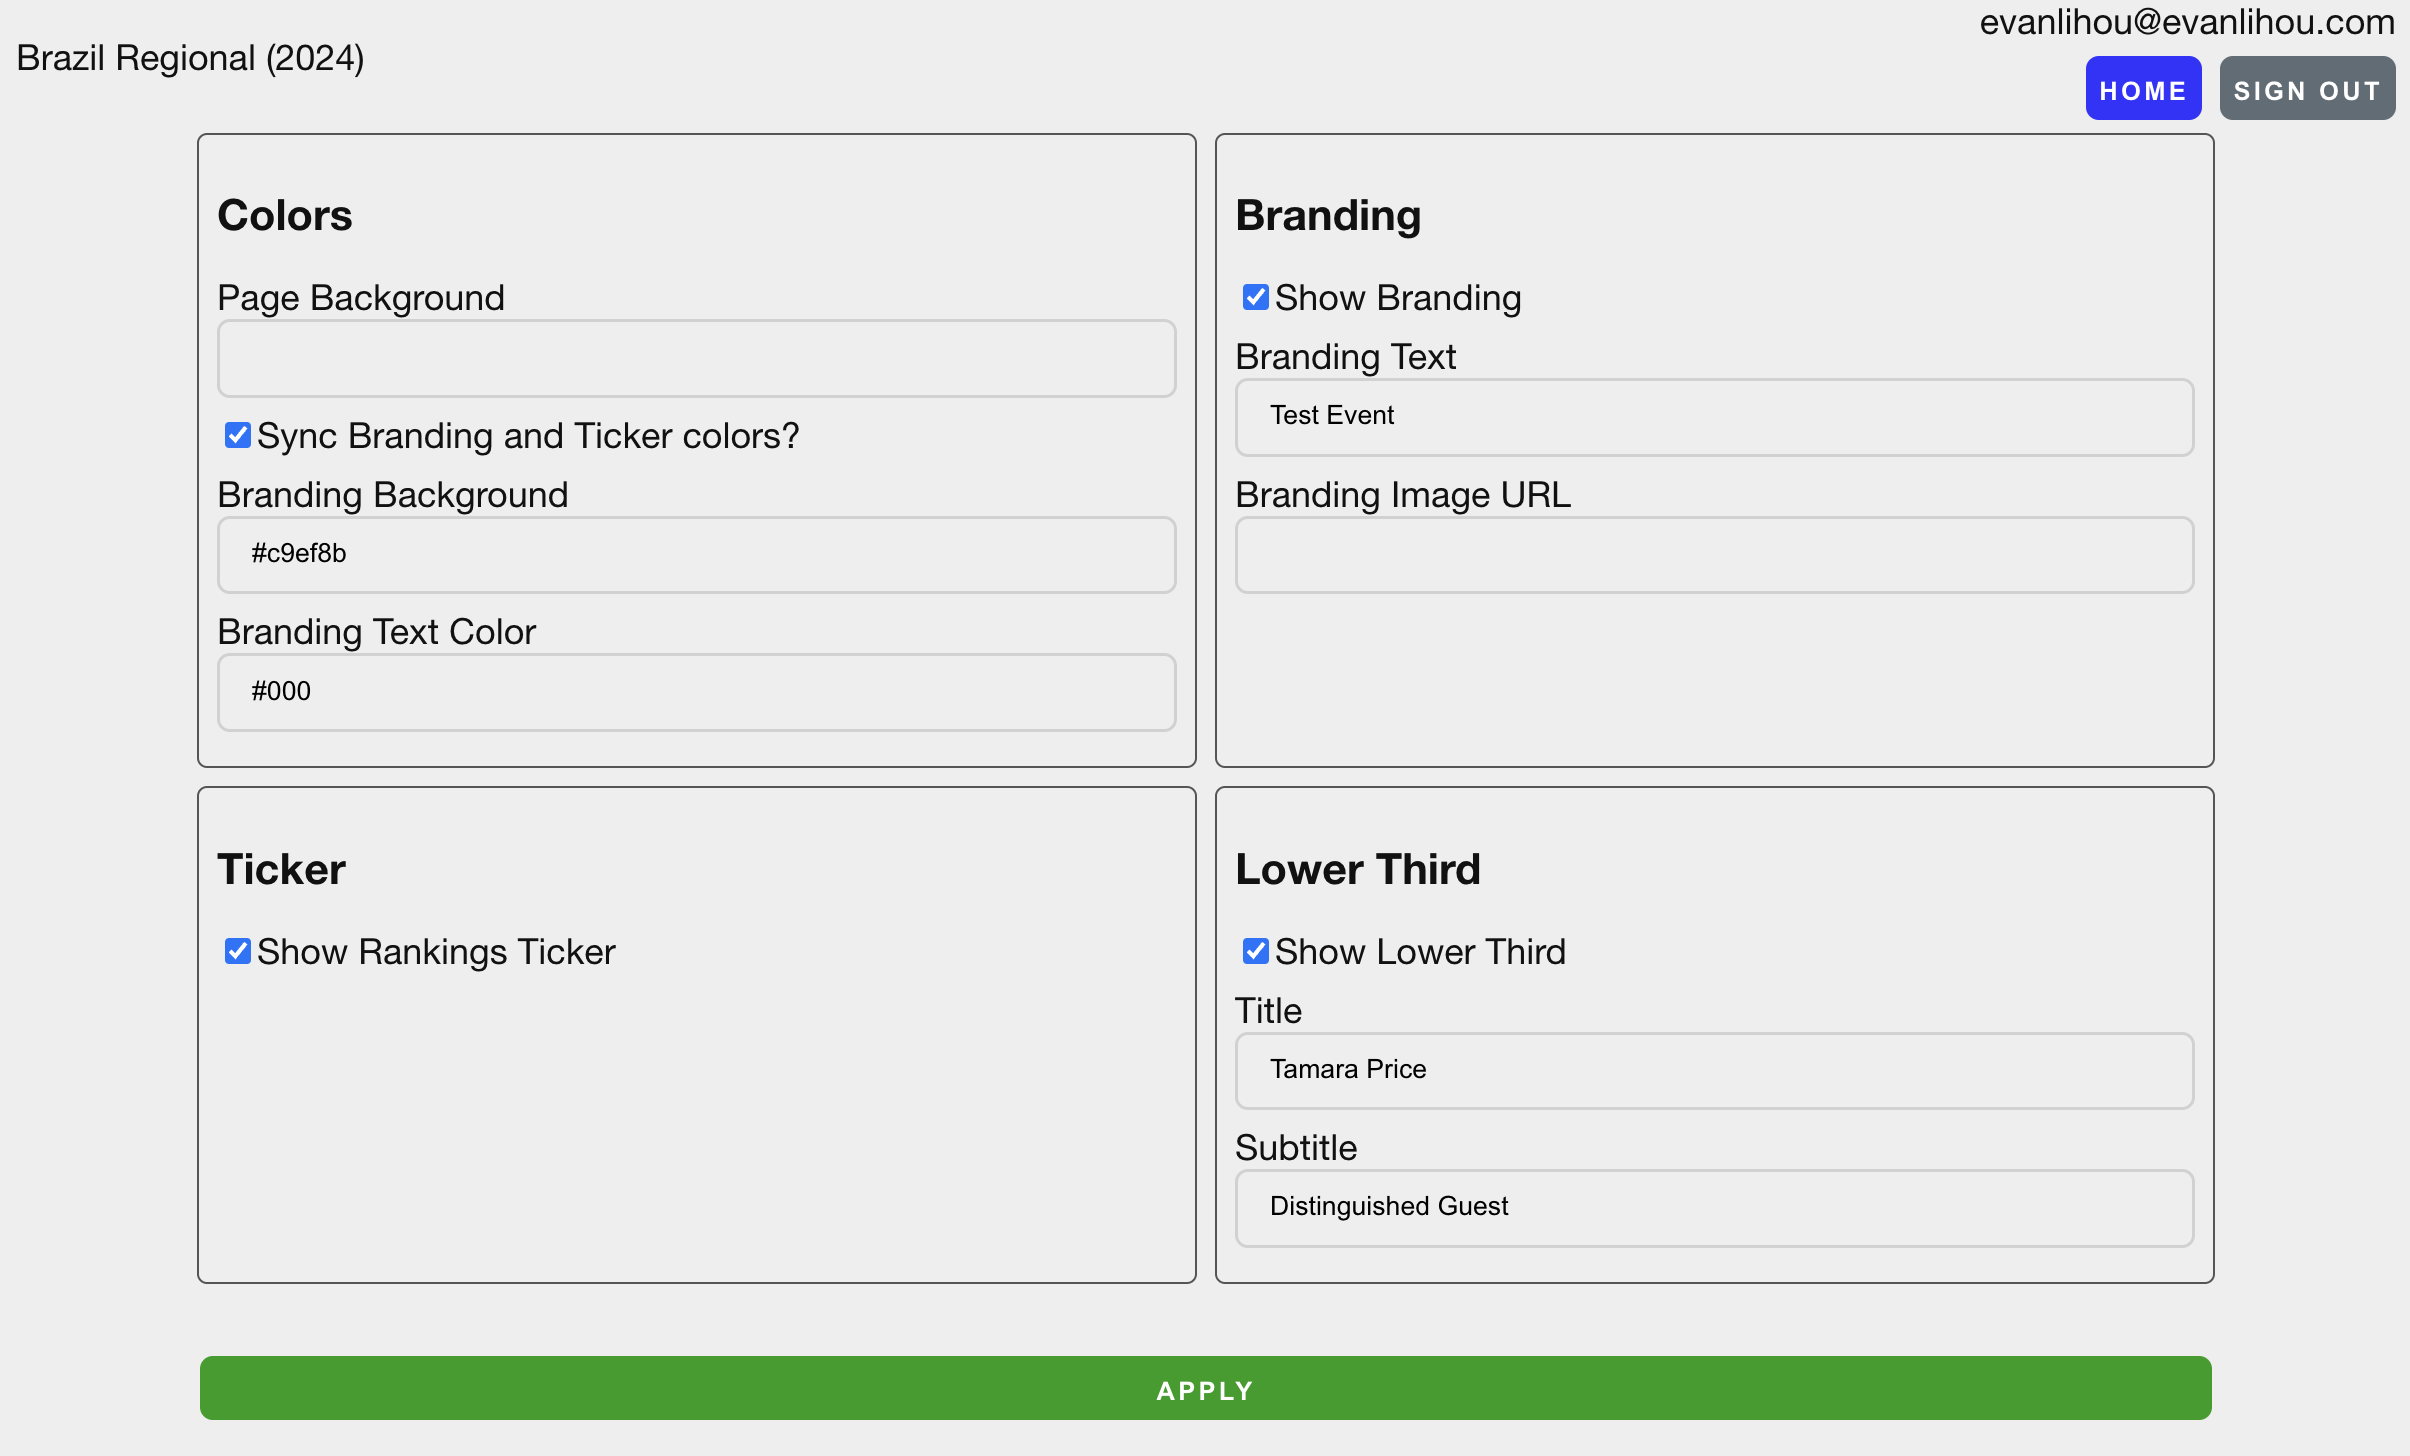 Brazil Regional (2024)
evanlihou@evanlihou.com
HOME
SIGN OUT
Colors
Page Background
Sync Branding and Ticker colors?
Branding Background
#c9ef8b
Branding Text Color
#000
Branding
Show Branding
Branding Text
Test Event
Branding Image URL
Ticker
Show Rankings Ticker
Lower Third
Show Lower Third
Title
Tamara Price
Subtitle
Distinguished Guest
APPLY